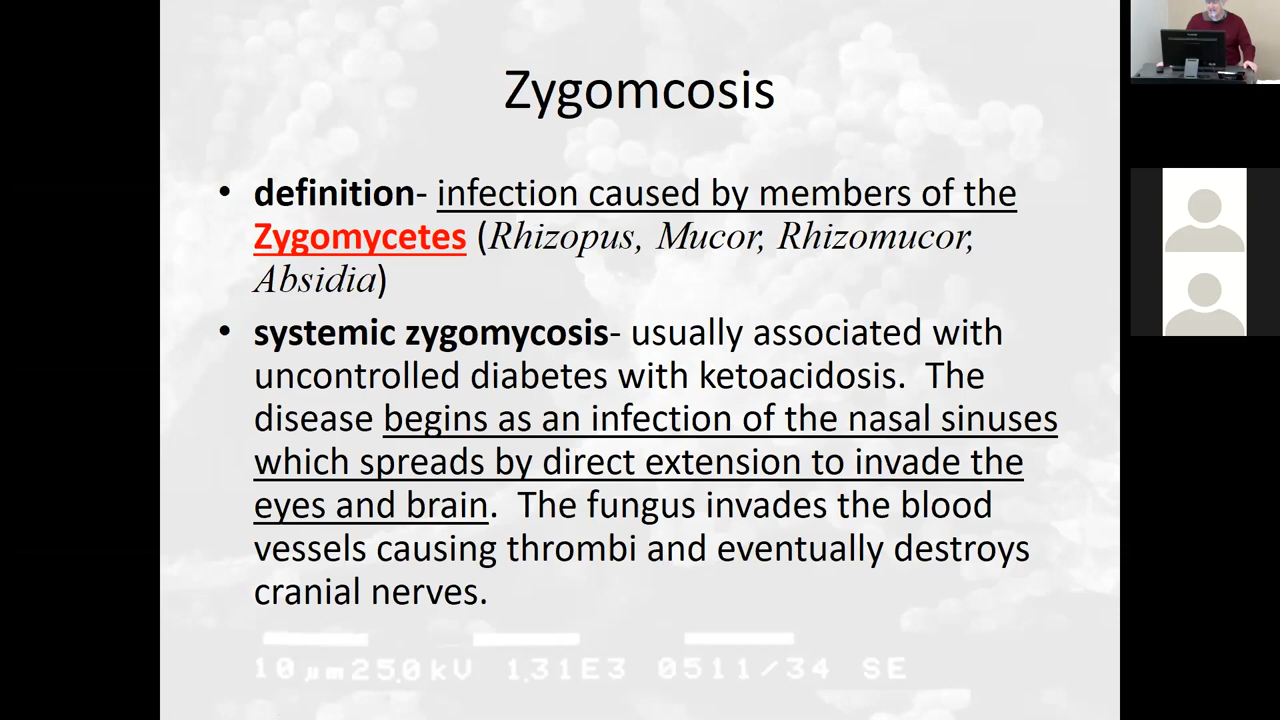 Zygomcosis
• definition- infection caused by members of the
Zygomycetes (Rhizopus, Mucor, Rhizomucor,
Absidia)
• systemic zygomycosis- usually associated with
uncontrolled diabetes with ketoacidosis. The
disease begins as an infection of the nasal sinuses
which spreads by direct extension to invade the
eyes and brain. The fungus invades the blood
vessels causing thrombi and eventually destroys
cranial nerves.
10µm25.0kV 1.31E3 0511/34 SE